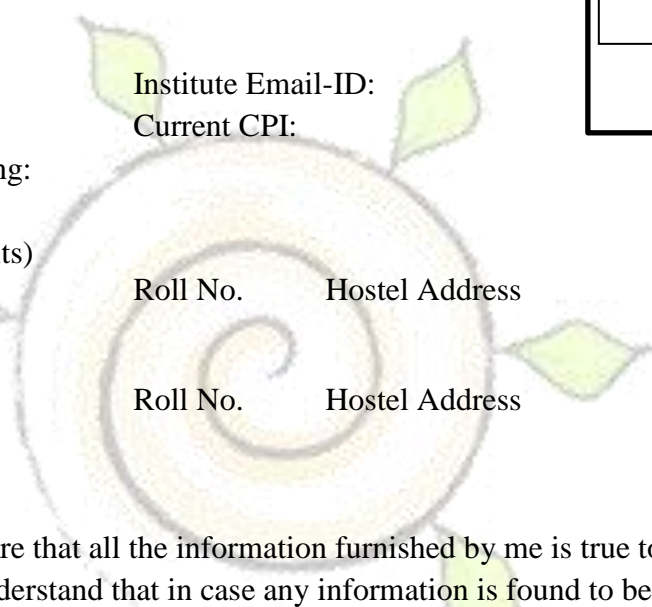 Institute Email-ID:
Current CPI:
ng:
ts)
Roll No. Hostel Address
Roll No. Hostel Address
re that all the information furnished by me is true to
derstand that in case any information is found to be